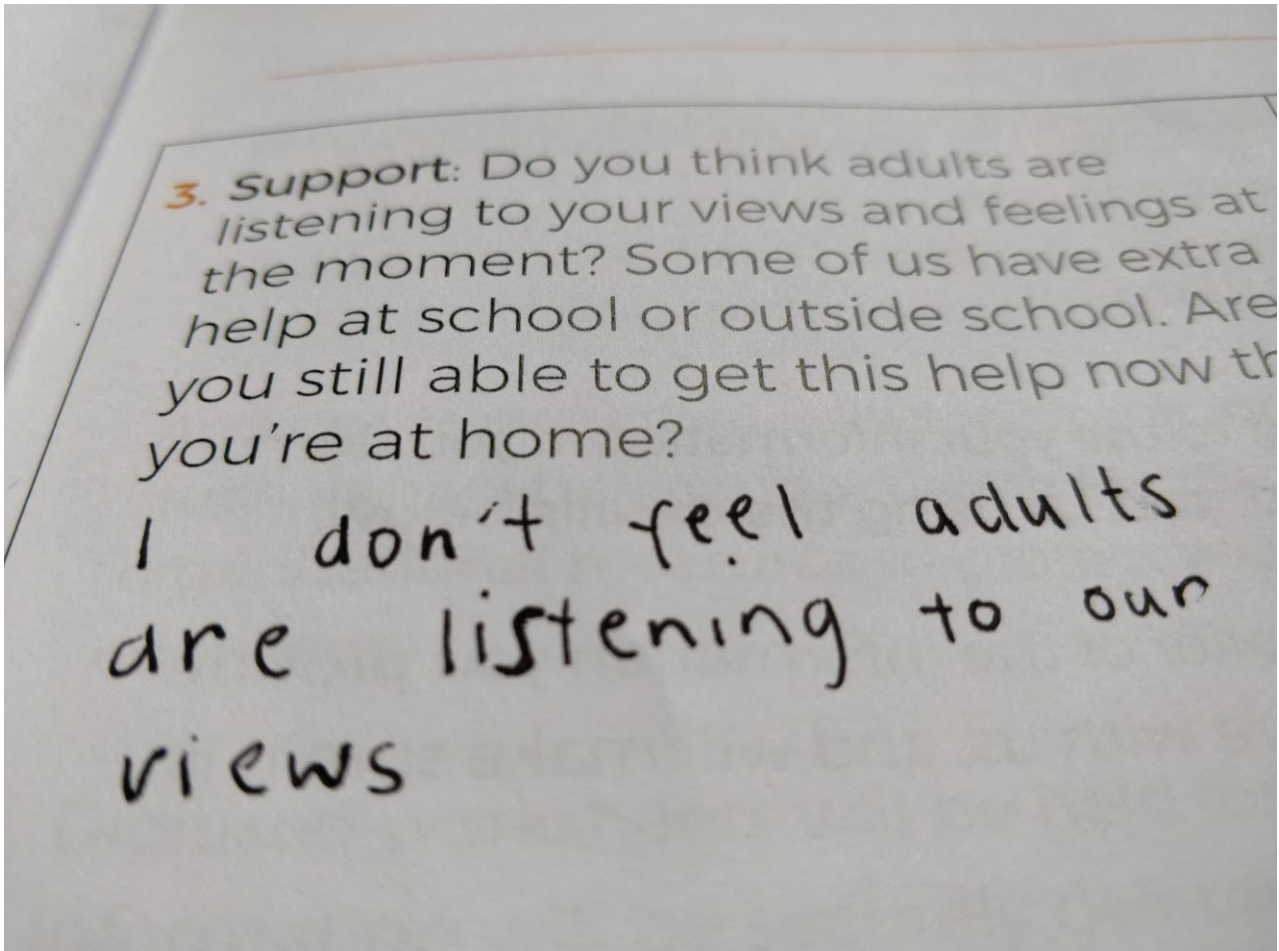 3. Support: Do you think adults are
listening to your views and feelings at
the moment? Some of us have extra
help at school or outside school. Are
you still able to get this help now
you're at home?
I don't feel adults
are listening to our
views